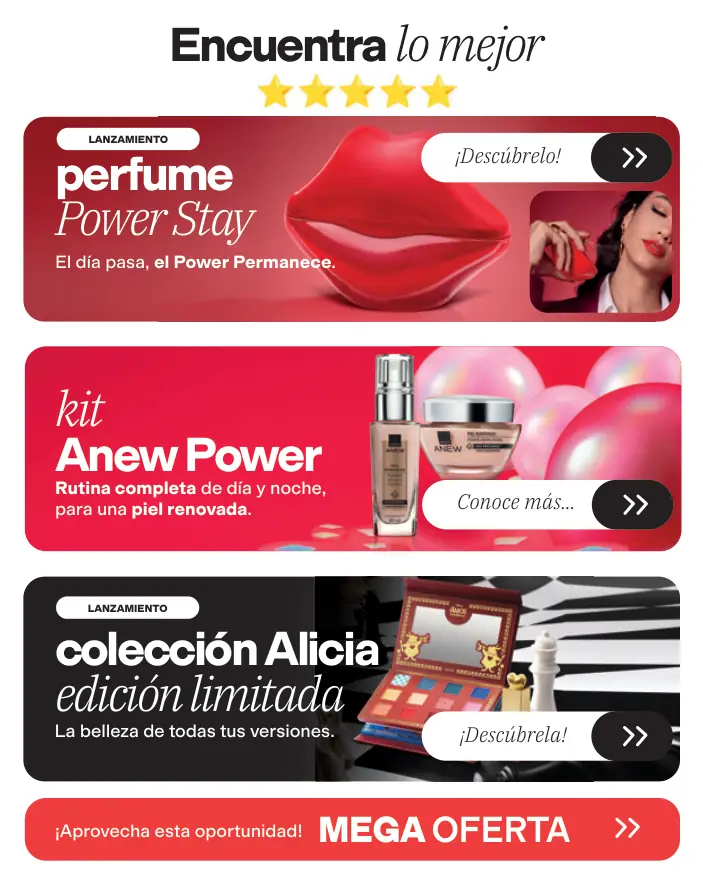 Encuentra lo mejor
LANZAMIENTO
perfume
Power Stay
El día pasa, el Power Permanece.
¡Descúbrelo!
kit
Anew Power
Rutina completa de día y noche,
para una piel renovada.
ANEW
ANEW
Conoce más...
LANZAMIENTO
colección Alicia
edición limitada
La belleza de todas tus versiones.
¡Descúbrela!
¡Aprovecha esta oportunidad! MEGA OFERTA